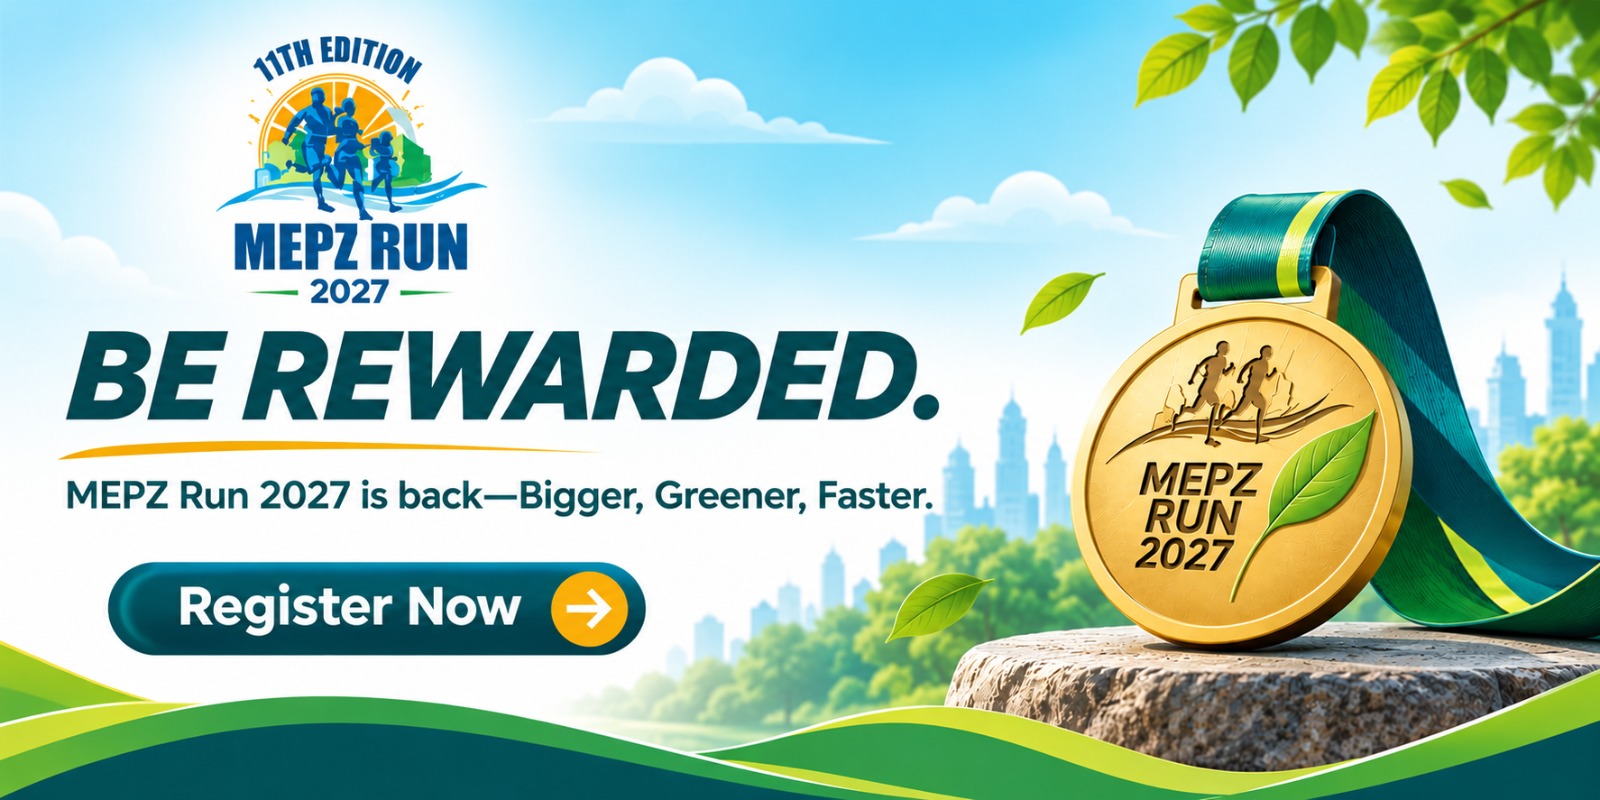 11TH EDITION
MEPZ RUN
2027
BE REWARDED.
MEPZ Run 2027 is back—Bigger, Greener, Faster.
Register Now
MEPZ
RUN
2027